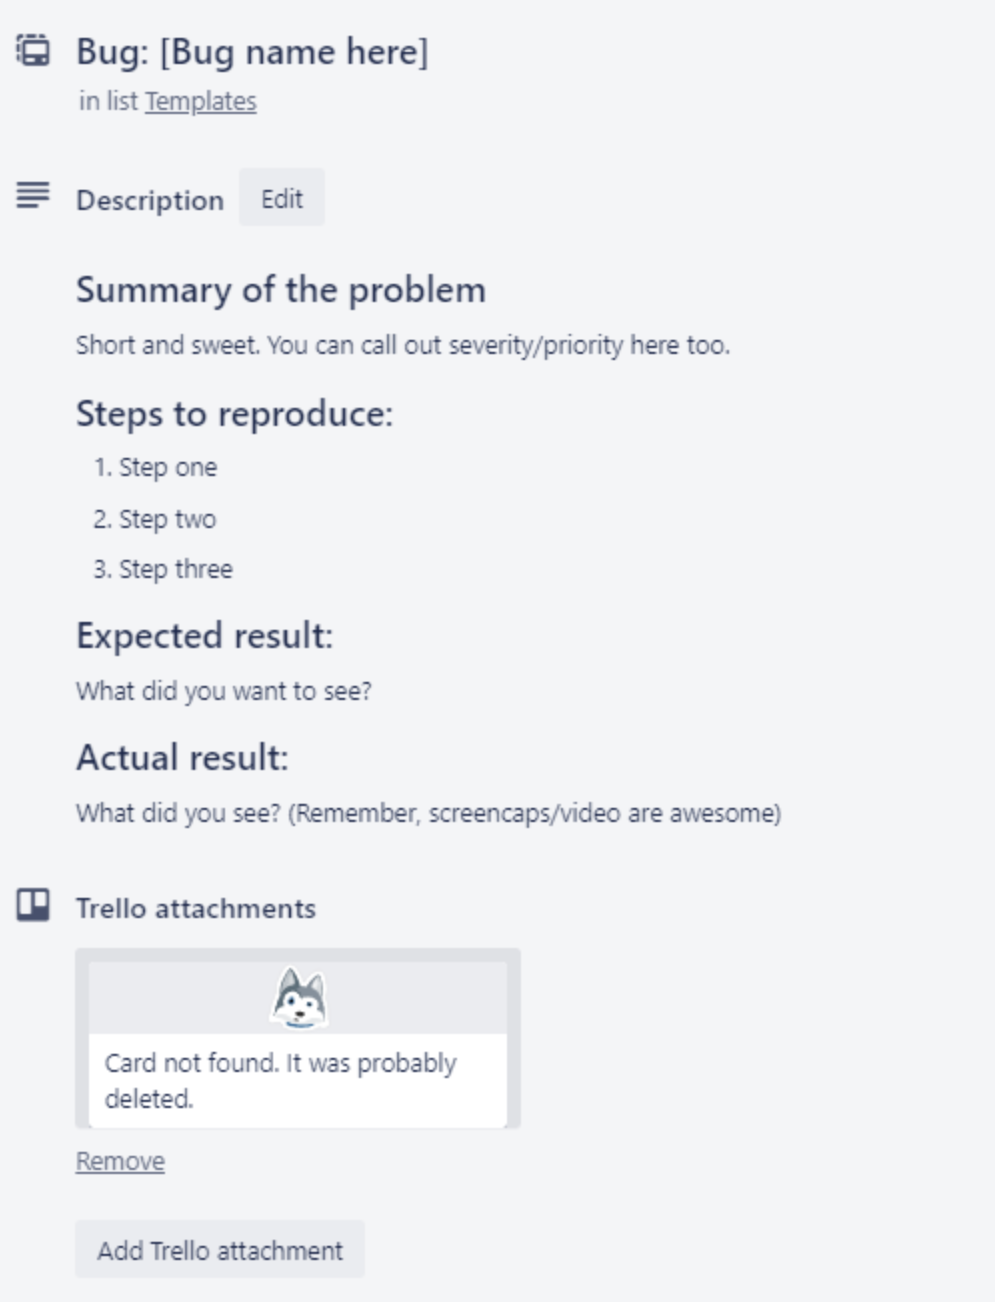 Bug: [Bug name here]
in list Templates
Description Edit
Summary of the problem
Short and sweet. You can call out severity/priority here too.
Steps to reproduce:
1. Step one
2. Step two
3. Step three
Expected result:
What did you want to see?
Actual result:
What did you see? (Remember, screencaps/video are awesome)
Trello attachments
Card not found. It was probably
deleted.
Remove
Add Trello attachment